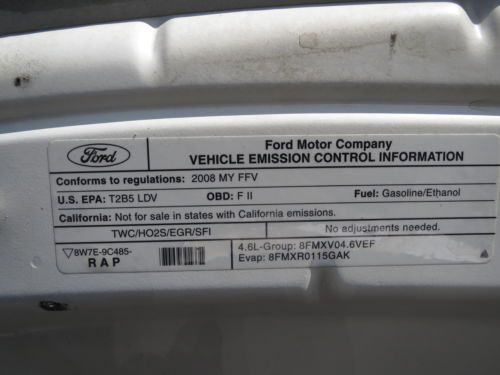 Ford
Ford Motor Company
VEHICLE EMISSION CONTROL INFORMATION
Conforms to regulations: 2008 MY FFV
U.S. EPA: T2B5 LDV OBD: F II Fuel: Gasoline/Ethanol
California: Not for sale in states with California emissions.
TWC/HO2S/EGR/SFI No adjustments needed.
▽8W7E-9C485-
R A P
4.6L-Group: 8FMXV04.6VEF
Evap: 8FMXR0115GAK